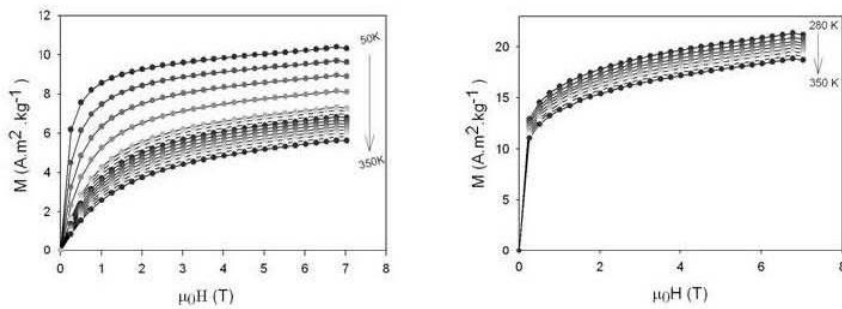 12
10
8
6
4
2
0
0 1 2 3 4 5 6 7 8
M (A.m² .kg⁻¹ )
μ₀H (T)
50K
350K
20
15
10
5
0
0 2 4 6 8
M (A.m² .kg⁻¹ )
μ₀H (T)
280 K
350 K